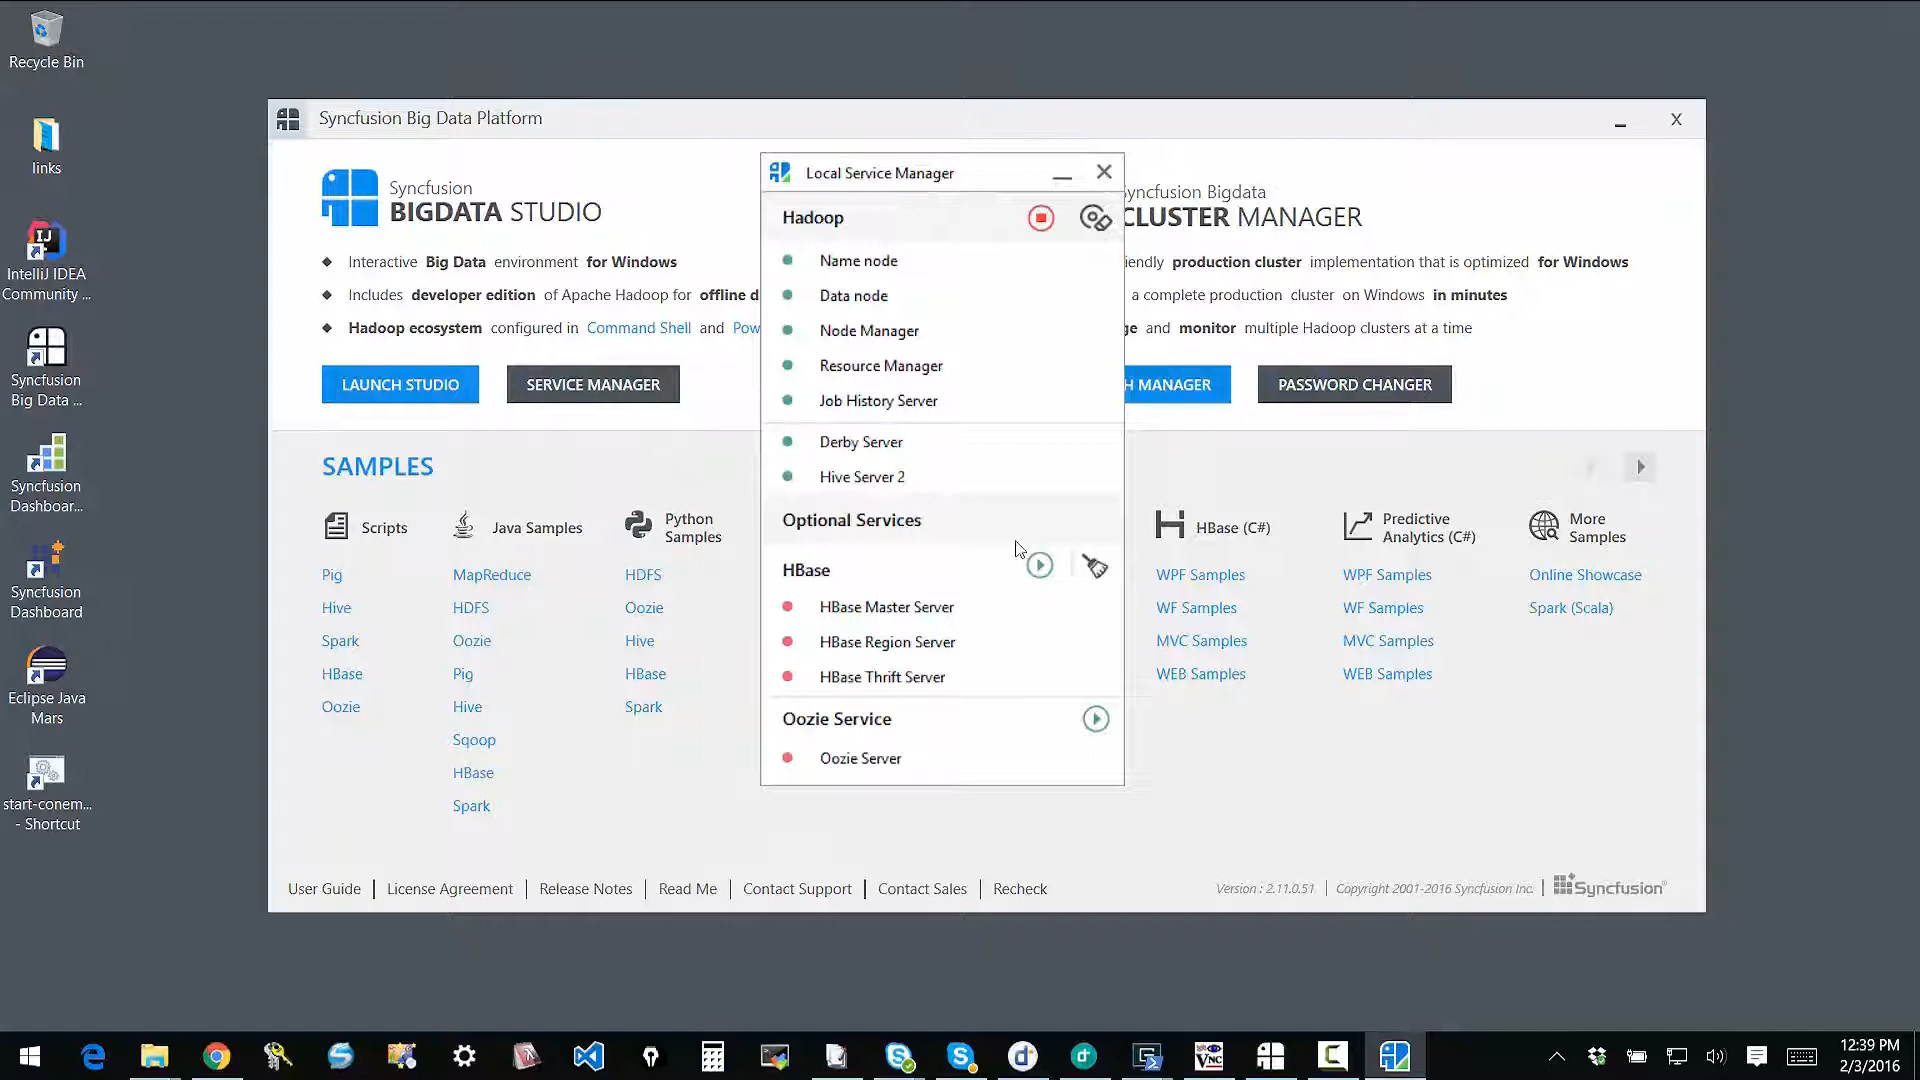 Recycle Bin
links
IntelliJ IDEA
Community ...
Syncfusion
Big Data ...
Syncfusion
Dashboar...
Syncfusion
Dashboard
Eclipse Java
Mars
start-conem...
- Shortcut
Syncfusion Big Data Platform
X
Syncfusion
BIGDATA STUDIO
Interactive Big Data environment for Windows
Includes developer edition of Apache Hadoop for offline d
Hadoop ecosystem configured in Command Shell and Pow
LAUNCH STUDIO
SERVICE MANAGER
Local Service Manager
Hadoop
Name node
Data node
Node Manager
Resource Manager
Job History Server
Derby Server
Hive Server 2
Optional Services
HBase
HBase Master Server
HBase Region Server
HBase Thrift Server
Oozie Service
Oozie Server
Syncfusion Bigdata
CLUSTER MANAGER
iendly production cluster implementation that is optimized for Windows
a complete production cluster on Windows in minutes
ge and monitor multiple Hadoop clusters at a time
H MANAGER
PASSWORD CHANGER
SAMPLES
Scripts
Pig
Hive
Spark
HBase
Oozie
Java Samples
MapReduce
HDFS
Oozie
Pig
Hive
Sqoop
HBase
Spark
Python
Samples
HDFS
Oozie
Hive
HBase
Spark
HBase (C#)
WPF Samples
WF Samples
MVC Samples
WEB Samples
Predictive
Analytics (C#)
WPF Samples
WF Samples
MVC Samples
WEB Samples
More
Samples
Online Showcase
Spark (Scala)
User Guide | License Agreement | Release Notes | Read Me | Contact Support | Contact Sales | Recheck
Version : 2.11.0.51 | Copyright 2001-2016 Syncfusion Inc. | Syncfusion
12:39 PM
2/3/2016